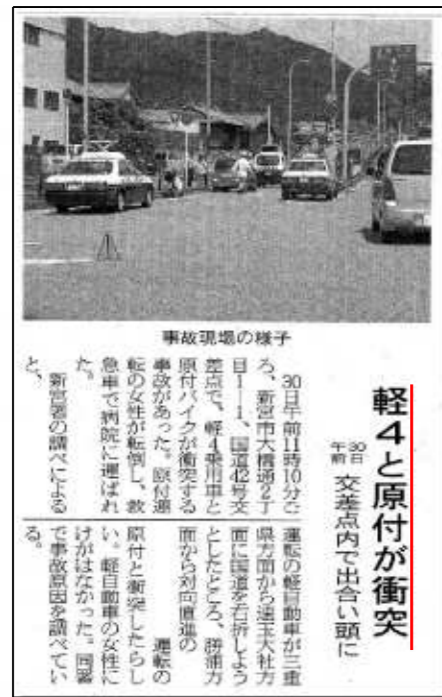 事故現場の様子
軽4と原付が衝突
30日午前
交差点内で出合い頭に
30日午前11時10分ご
ろ、新宮市大橋通2丁
目1ー1、国道42号交
差点で、軽4乗用車と
原付バイクが衝突する
事故があった。原付運
転の女性が転倒し、救
急車で病院に運ばれ
た。
新宮署の調べによる
と、
運転の軽自動車が三重
県方面から速玉大社方
面に国道を右折しよう
としたところ、勝浦方
面から対向直進の
運転の
原付と衝突したらし
い。軽自動車の女性に
けがはなかった。同署
で事故原因を調べてい
る。